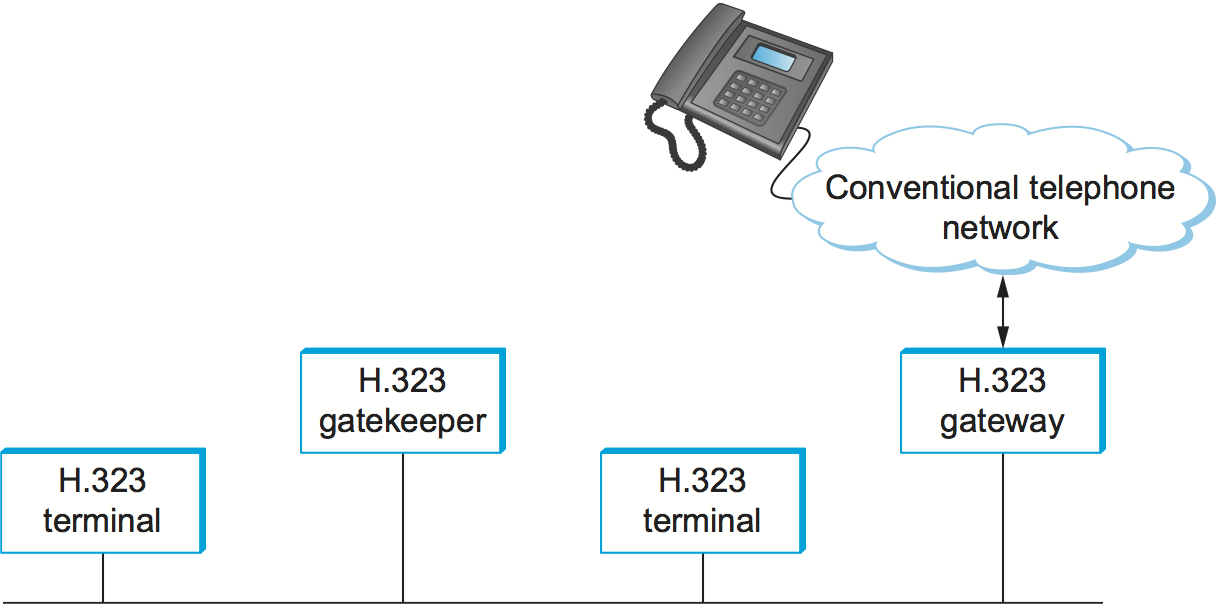 Conventional telephone
network
H.323
gatekeeper
H.323
gateway
H.323
terminal
H.323
terminal